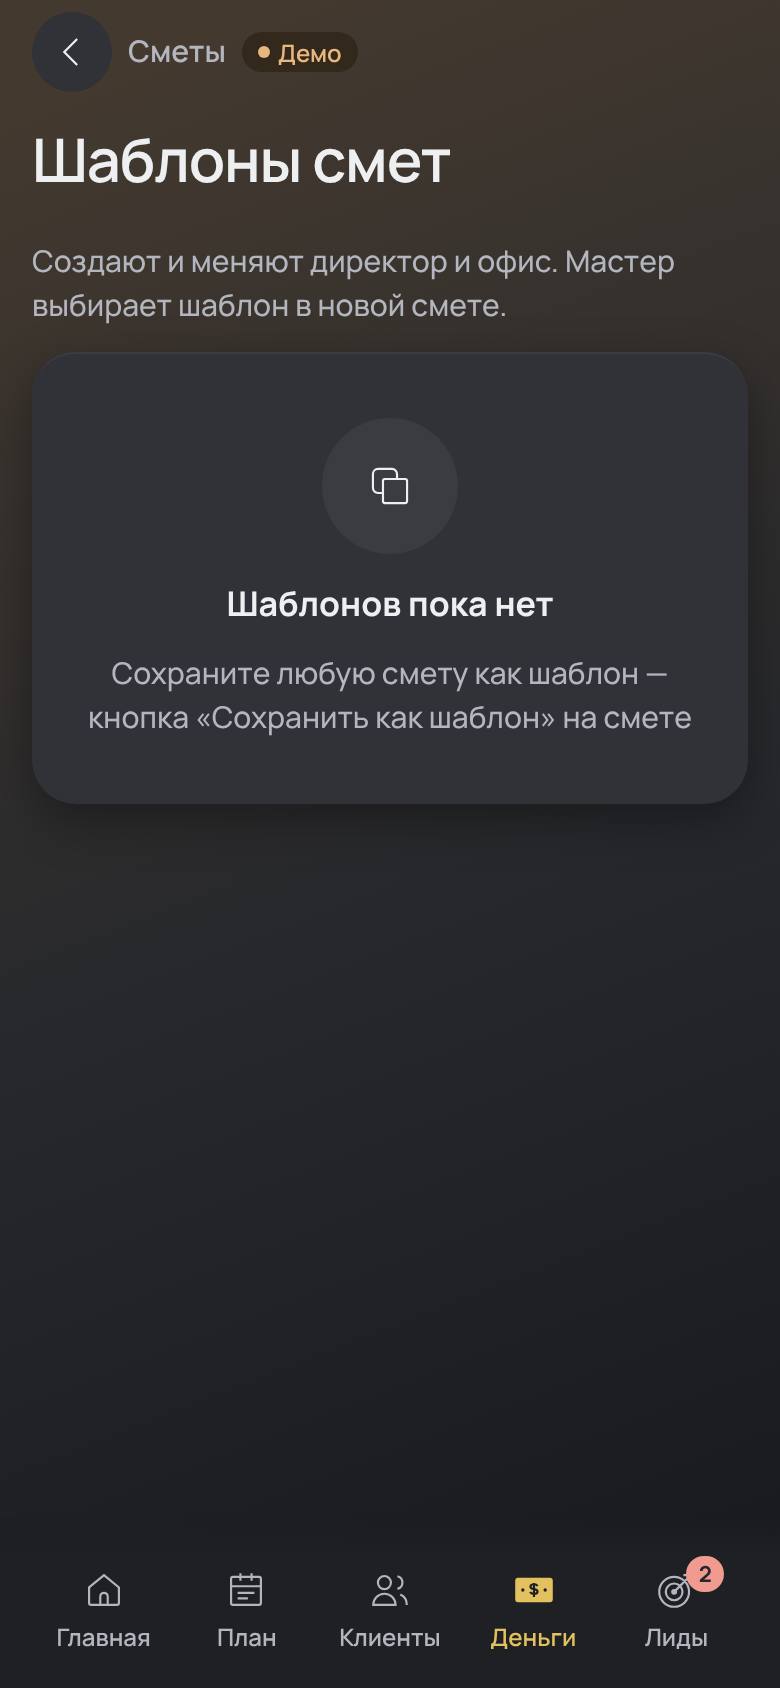 Сметы
Демо
Шаблоны смет
Создают и меняют директор и офис. Мастер
выбирает шаблон в новой смете.
Шаблонов пока нет
Сохраните любую смету как шаблон —
кнопка «Сохранить как шаблон» на смете
2
Главная
План
Клиенты
Деньги
Лиды